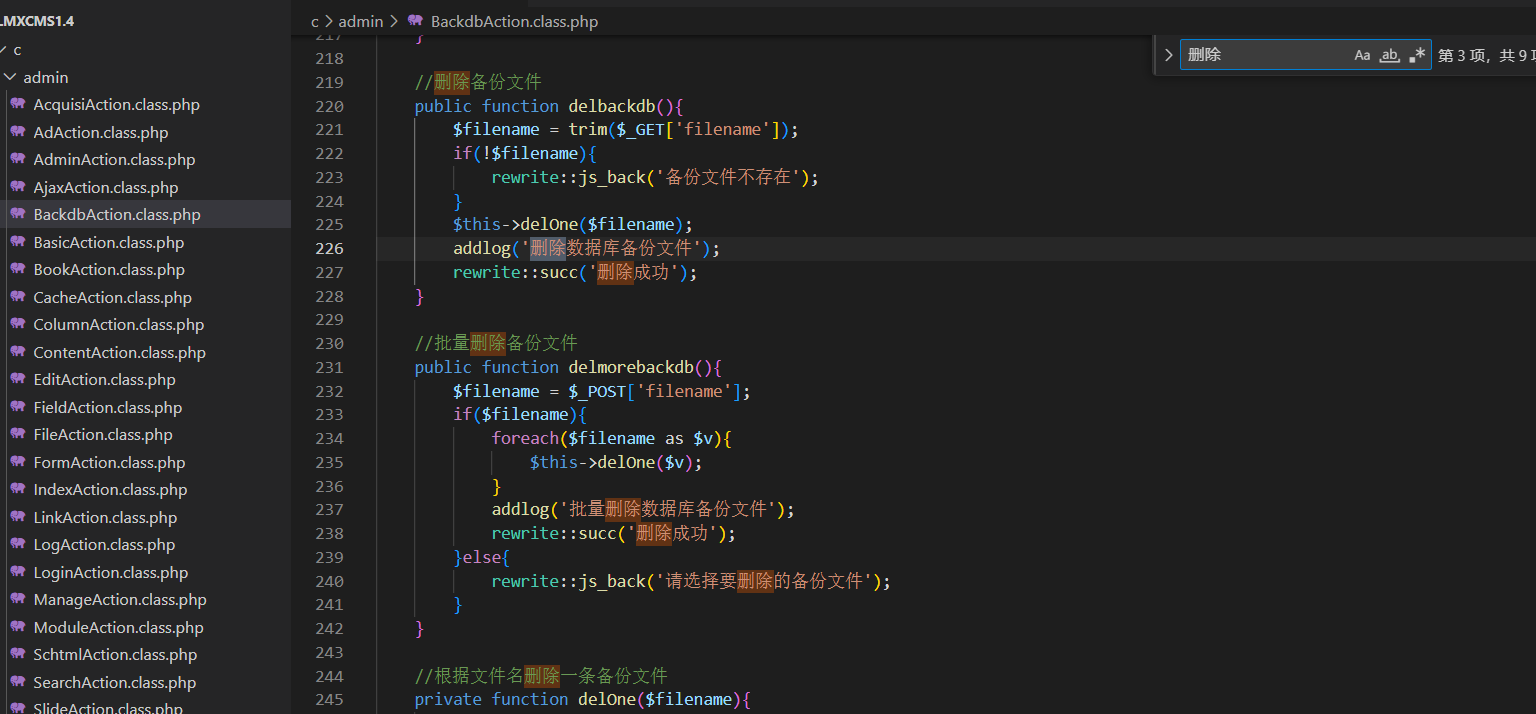 LMXCMS1.4
c
admin
AcquisiAction.class.php
AdAction.class.php
AdminAction.class.php
AjaxAction.class.php
BackdbAction.class.php
BasicAction.class.php
BookAction.class.php
CacheAction.class.php
ColumnAction.class.php
ContentAction.class.php
EditAction.class.php
FieldAction.class.php
FileAction.class.php
FormAction.class.php
IndexAction.class.php
LinkAction.class.php
LogAction.class.php
LoginAction.class.php
ManageAction.class.php
ModuleAction.class.php
SchtmlAction.class.php
SearchAction.class.php
SlideAction.class.php
c > admin > BackdbAction.class.php
删除 Aa ab .* 第 3 项，共 9 项
217 }
218
219 //删除备份文件
220 public function delbackdb(){
221 $filename = trim($_GET['filename']);
222 if(!$filename){
223 rewrite::js_back('备份文件不存在');
224 }
225 $this->delOne($filename);
226 addlog('删除数据库备份文件');
227 rewrite::succ('删除成功');
228 }
229
230 //批量删除备份文件
231 public function delmorebackdb(){
232 $filename = $_POST['filename'];
233 if($filename){
234 foreach($filename as $v){
235 $this->delOne($v);
236 }
237 addlog('批量删除数据库备份文件');
238 rewrite::succ('删除成功');
239 }else{
240 rewrite::js_back('请选择要删除的备份文件');
241 }
242 }
243
244 //根据文件名删除一条备份文件
245 private function delOne($filename){